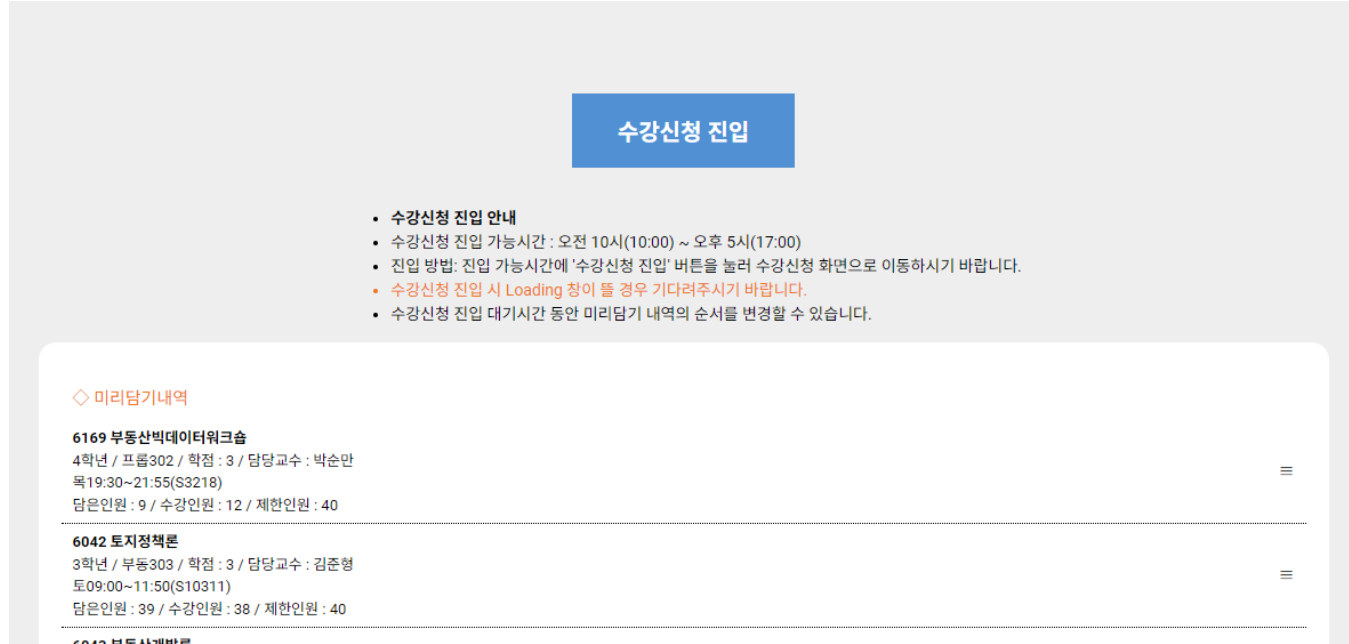 수강신청 진입
수강신청 진입 안내
수강신청 진입 가능시간 : 오전 10시(10:00) ~ 오후 5시(17:00)
진입 방법: 진입 가능시간에 '수강신청 진입' 버튼을 눌러 수강신청 화면으로 이동하시기 바랍니다.
수강신청 진입 시 Loading 창이 뜰 경우 기다려주시기 바랍니다.
수강신청 진입 대기시간 동안 미리담기 내역의 순서를 변경할 수 있습니다.
◇ 미리담기내역
6169 부동산빅데이터워크숍
4학년 / 프롭302 / 학점 : 3 / 담당교수 : 박순만
목19:30~21:55(S3218)
담은인원 : 9 / 수강인원 : 12 / 제한인원 : 40
6042 토지정책론
3학년 / 부동303 / 학점 : 3 / 담당교수 : 김준형
토09:00~11:50(S10311)
담은인원 : 39 / 수강인원 : 38 / 제한인원 : 40